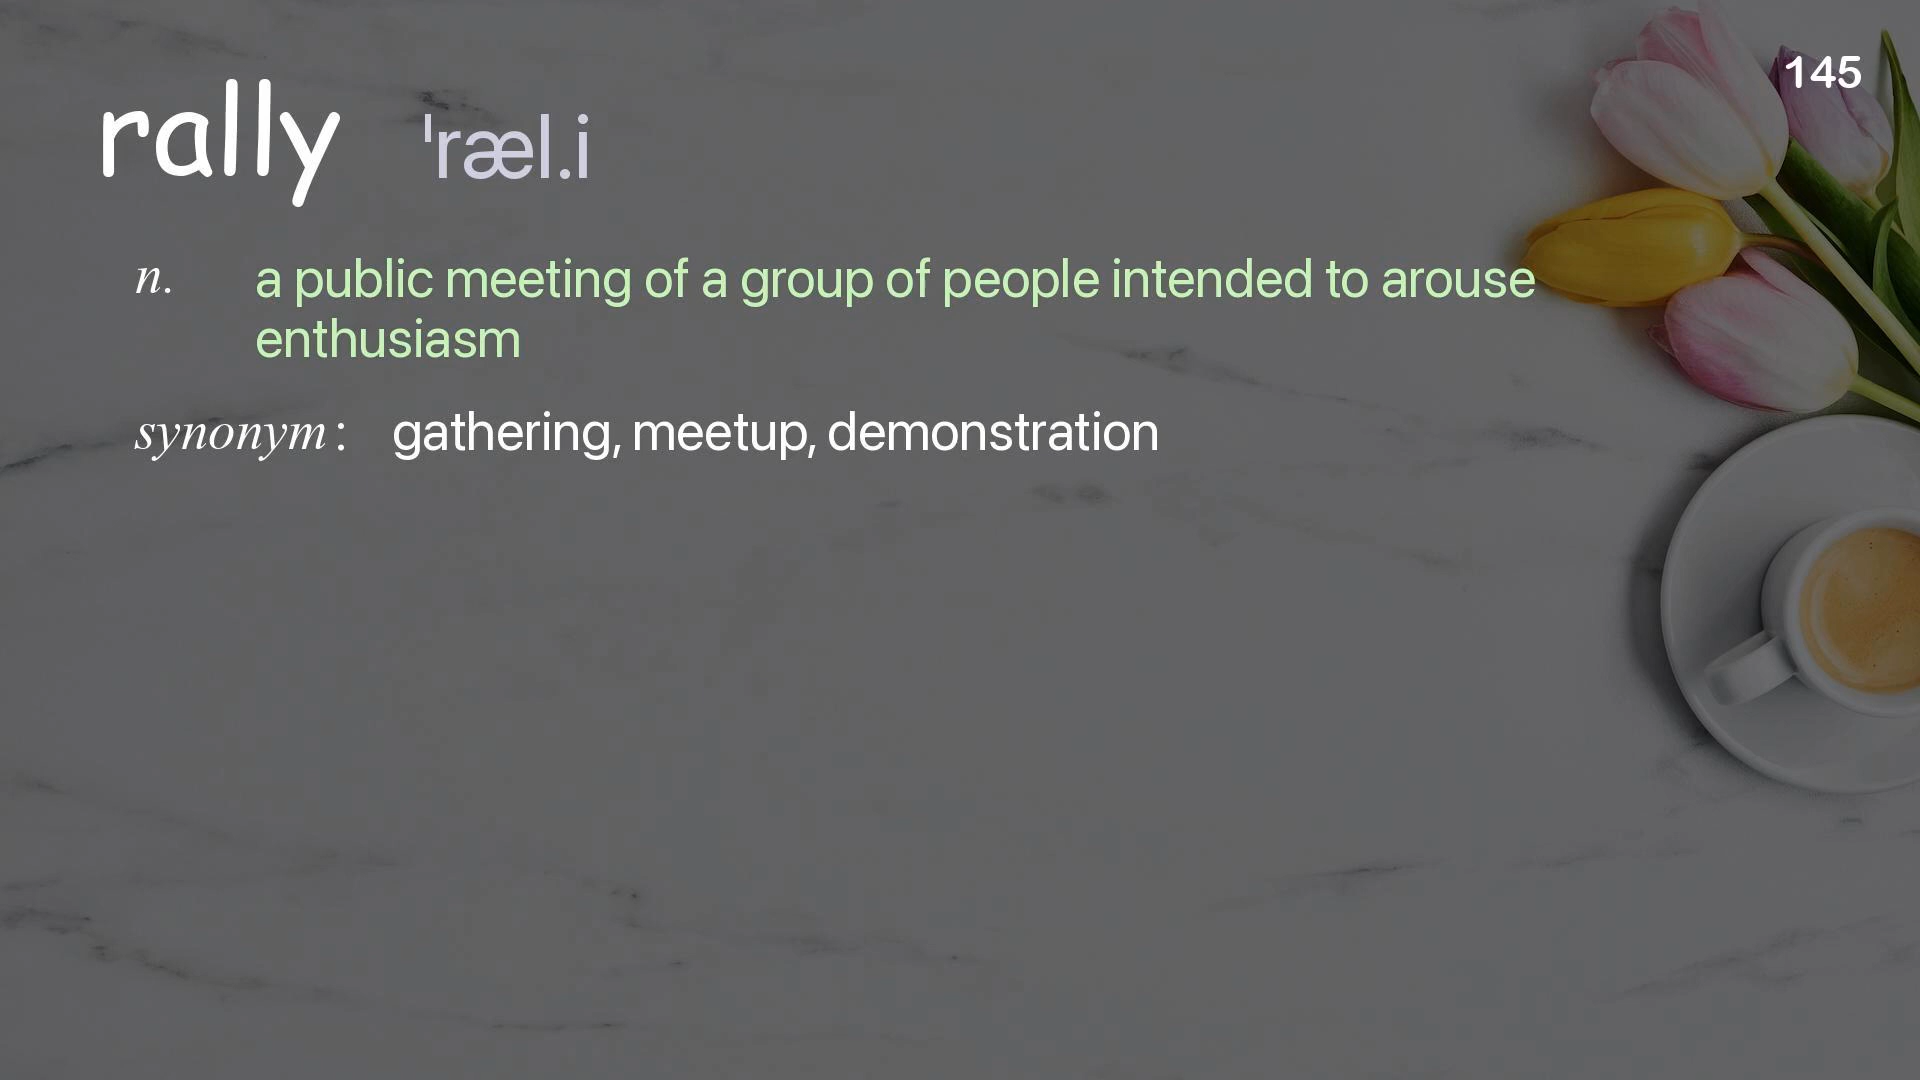 145
rally ˈræl.i
n. a public meeting of a group of people intended to arouse
enthusiasm
synonym : gathering, meetup, demonstration